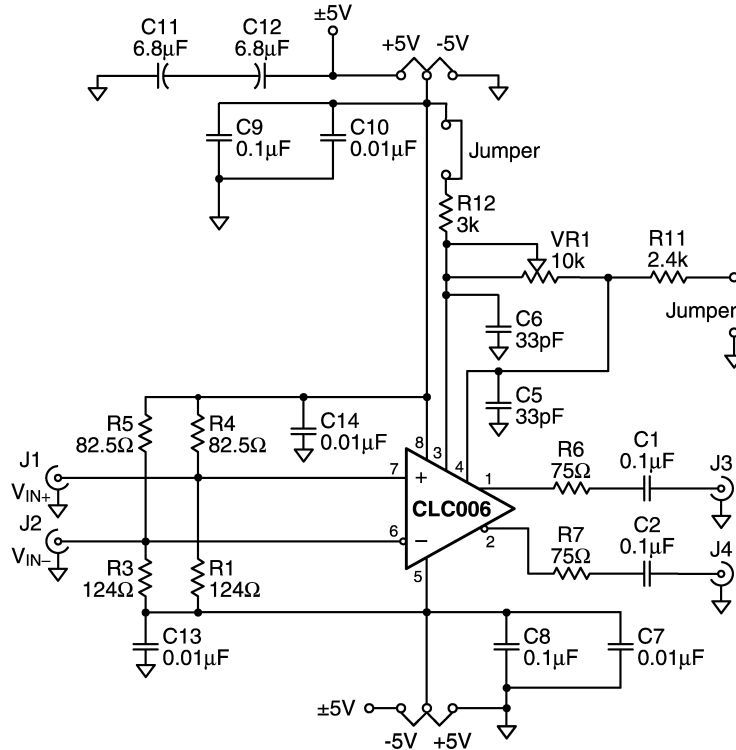 C11
6.8µF
C12
6.8µF
±5V
+5V
-5V
C9
0.1µF
C10
0.01µF
Jumper
R12
3k
VR1
10k
R11
2.4k
Jumper
C6
33pF
C5
33pF
R5
82.5Ω
R4
82.5Ω
C14
0.01µF
8
3
4
J1
VIN+
7
+
CLC006
1
R6
75Ω
C1
0.1µF
J3
J2
VIN–
6
–
2
R7
75Ω
C2
0.1µF
J4
5
R3
124Ω
R1
124Ω
C13
0.01µF
C8
0.1µF
C7
0.01µF
±5V
-5V
+5V